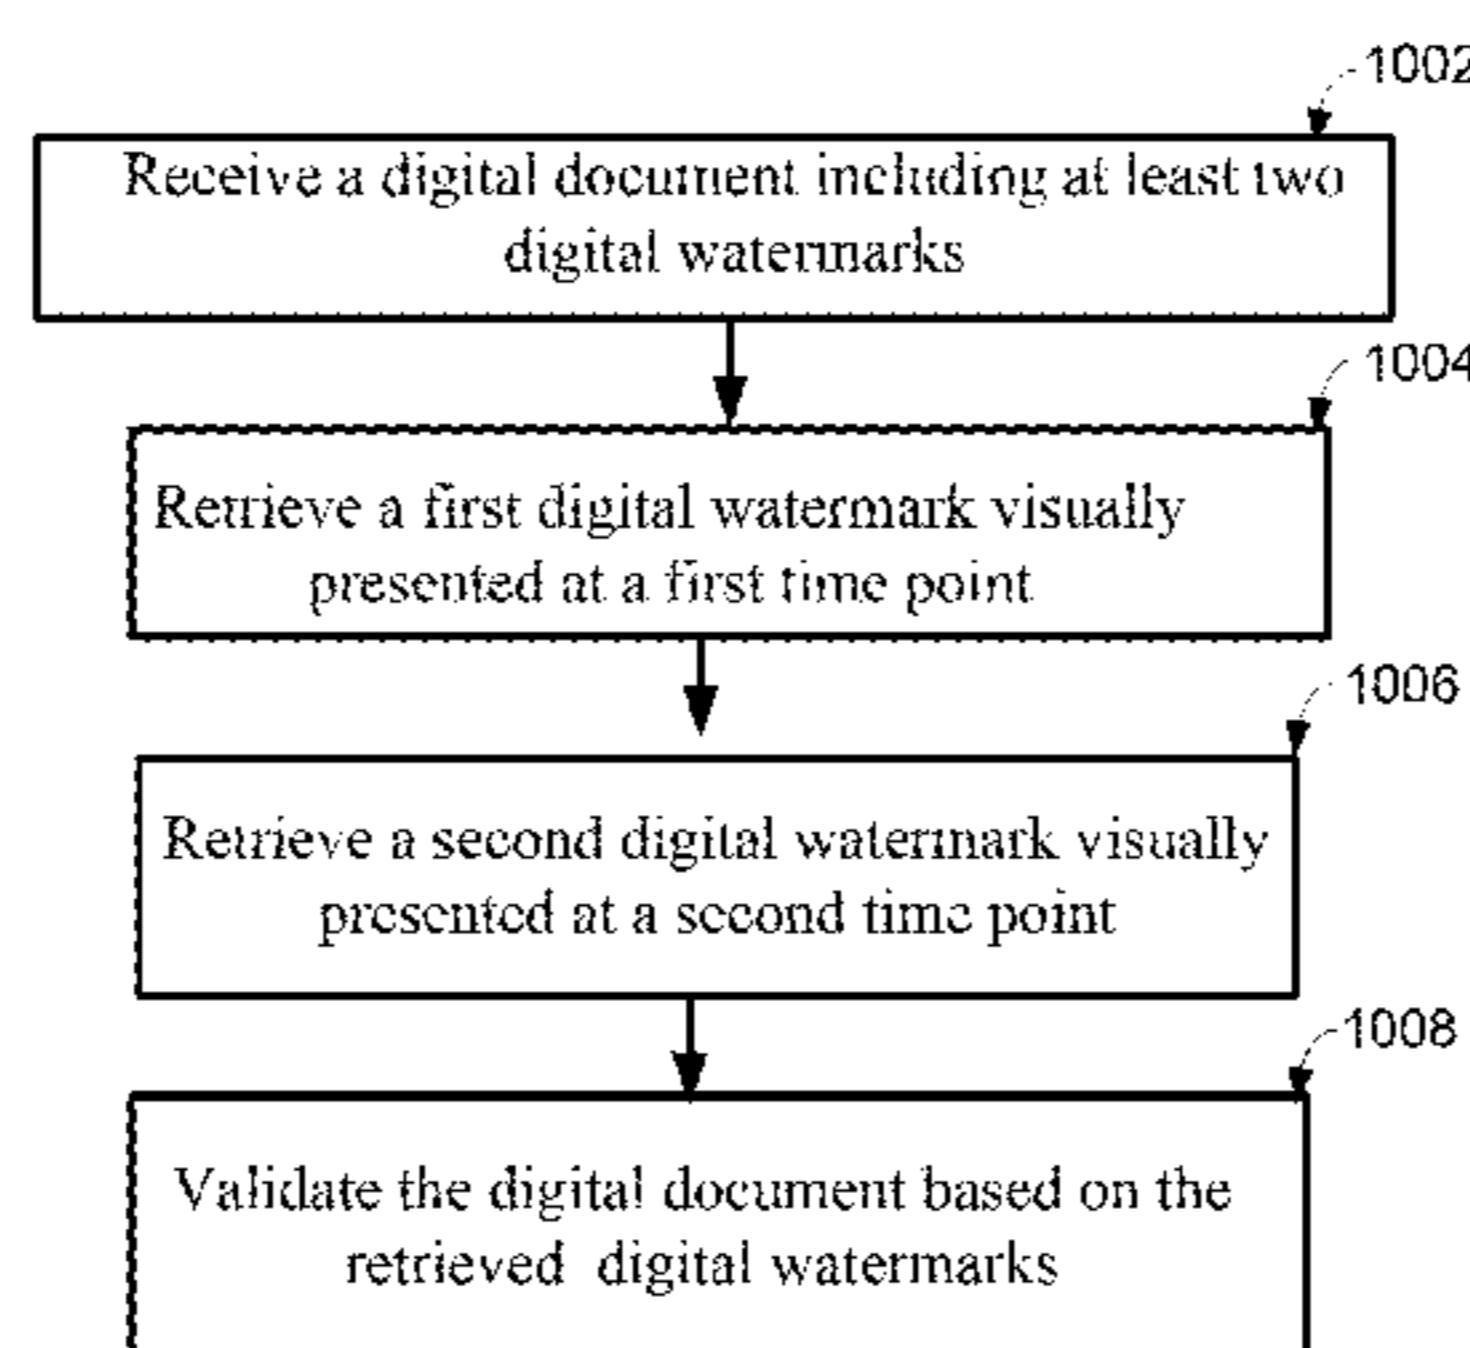 1002
Receive a digital document including at least two
digital watermarks
1004
Retrieve a first digital watermark visually
presented at a first time point
1006
Retrieve a second digital watermark visually
presented at a second time point
1008
Validate the digital document based on the
retrieved digital watermarks